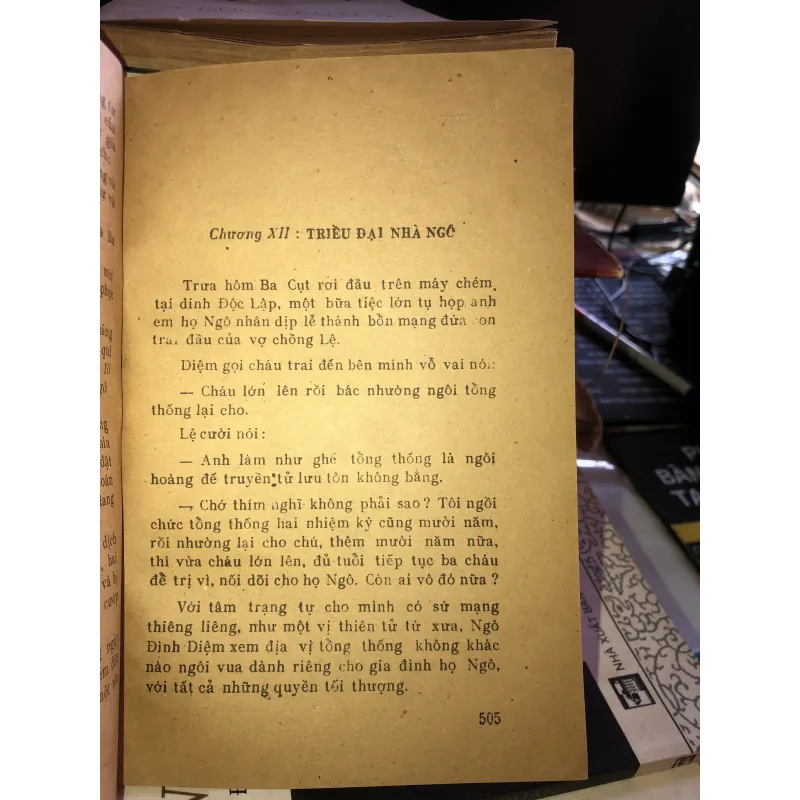 Chương XII : TRIỀU ĐẠI NHÀ NGÔ
Trưa hôm Ba Cụt rơi đầu trên máy chém,
tại dinh Độc Lập, một bữa tiệc lớn tụ họp anh
em họ Ngô nhân dịp lễ thánh bổn mạng đứa con
trai đầu của vợ chồng Lệ.
Diệm gọi cháu trai đến bên mình vỗ vai nói:
— Cháu lớn lên rồi bác nhường ngôi tổng
thống lại cho.
Lệ cười nói :
— Anh làm như ghế tổng thống là ngôi
hoàng đế truyền tử lưu tôn không bằng.
— Chớ thím nghĩ không phải sao ? Tôi ngồi
chức tổng thống hai nhiệm kỳ cũng mười năm,
rồi nhường lại cho chú, thêm mười năm nữa,
thì vừa cháu lớn lên, đủ tuổi tiếp tục ba cháu
để trị vì, nối dõi cho họ Ngô. Còn ai vô đó nữa ?
Với tâm trạng tự cho mình có sứ mạng
thiêng liêng, như một vị thiên tử từ xưa, Ngô
Đình Diệm xem địa vị tổng thống không khác
nào ngôi vua dành riêng cho gia đình họ Ngô,
với tất cả những quyền tối thượng.
505
NHÀ XUẤT BẢN